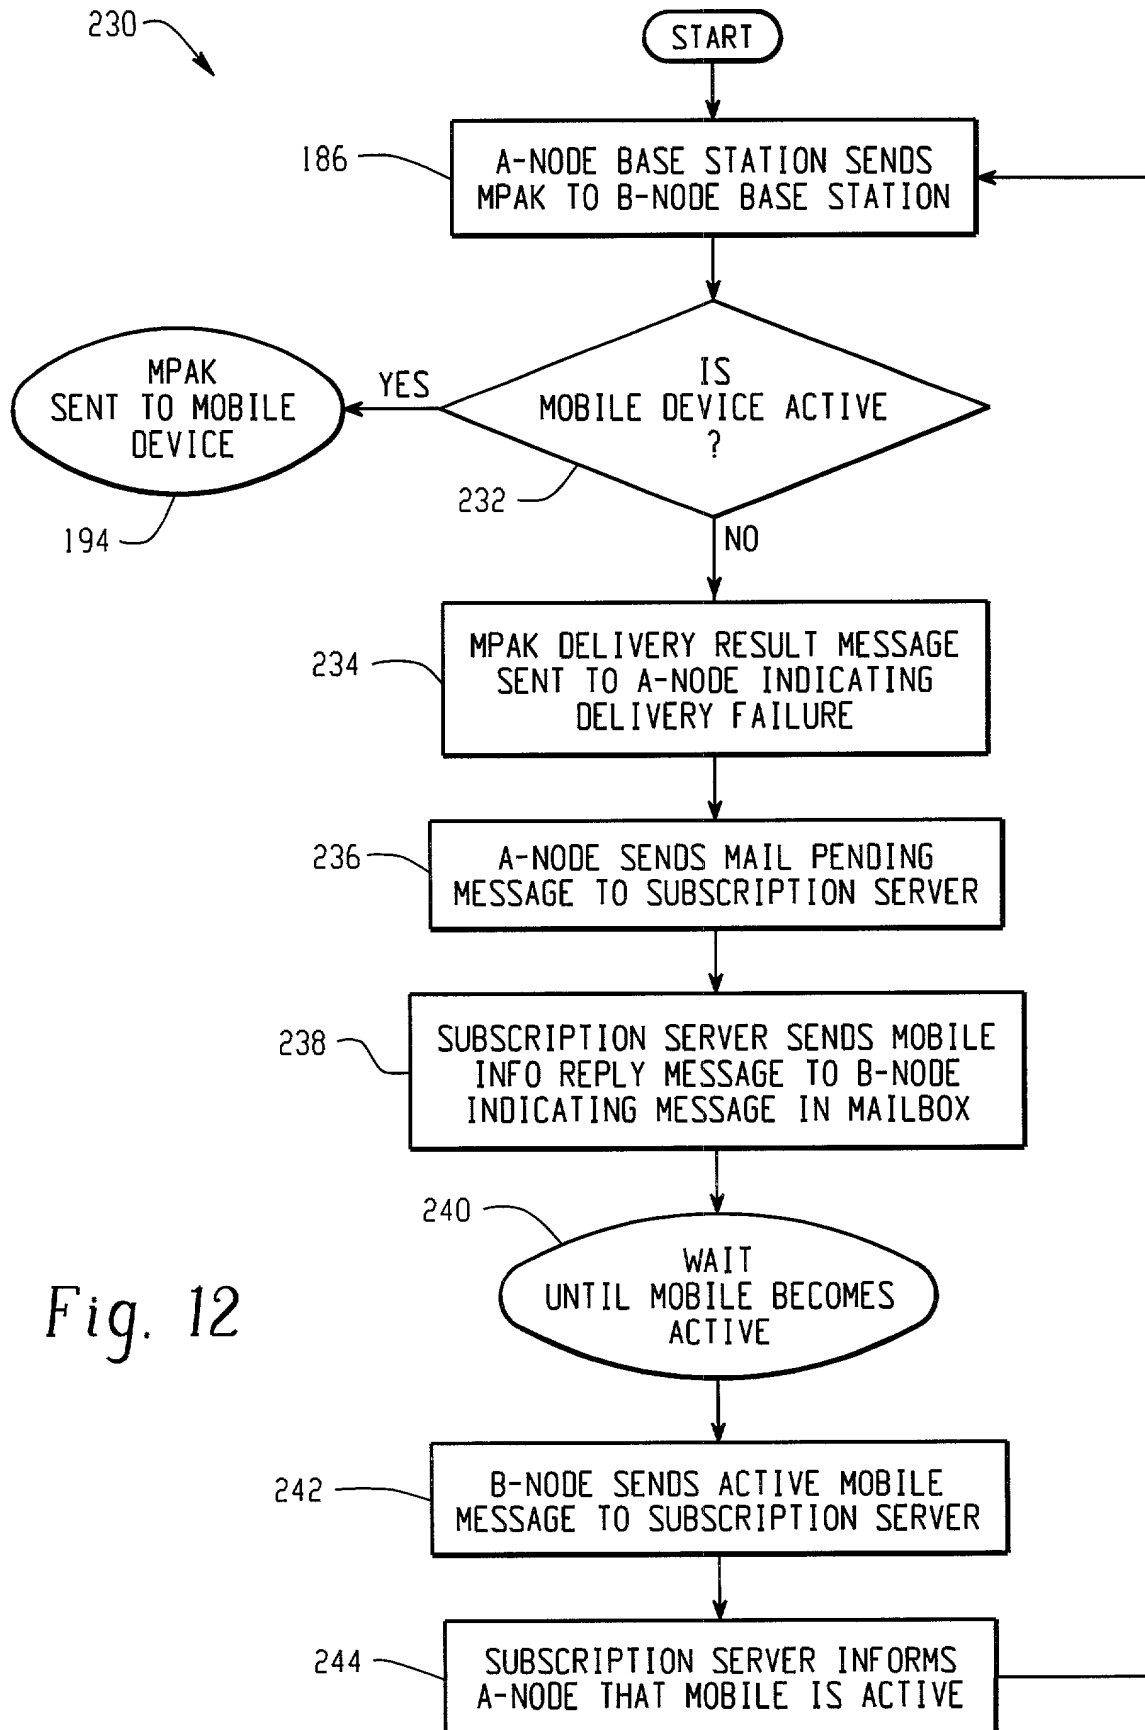 230
START
186
A-NODE BASE STATION SENDS
MPAK TO B-NODE BASE STATION
IS
MOBILE DEVICE ACTIVE
?
232
YES
MPAK
SENT TO MOBILE
DEVICE
194
NO
234
MPAK DELIVERY RESULT MESSAGE
SENT TO A-NODE INDICATING
DELIVERY FAILURE
236
A-NODE SENDS MAIL PENDING
MESSAGE TO SUBSCRIPTION SERVER
238
SUBSCRIPTION SERVER SENDS MOBILE
INFO REPLY MESSAGE TO B-NODE
INDICATING MESSAGE IN MAILBOX
240
WAIT
UNTIL MOBILE BECOMES
ACTIVE
Fig. 12
242
B-NODE SENDS ACTIVE MOBILE
MESSAGE TO SUBSCRIPTION SERVER
244
SUBSCRIPTION SERVER INFORMS
A-NODE THAT MOBILE IS ACTIVE